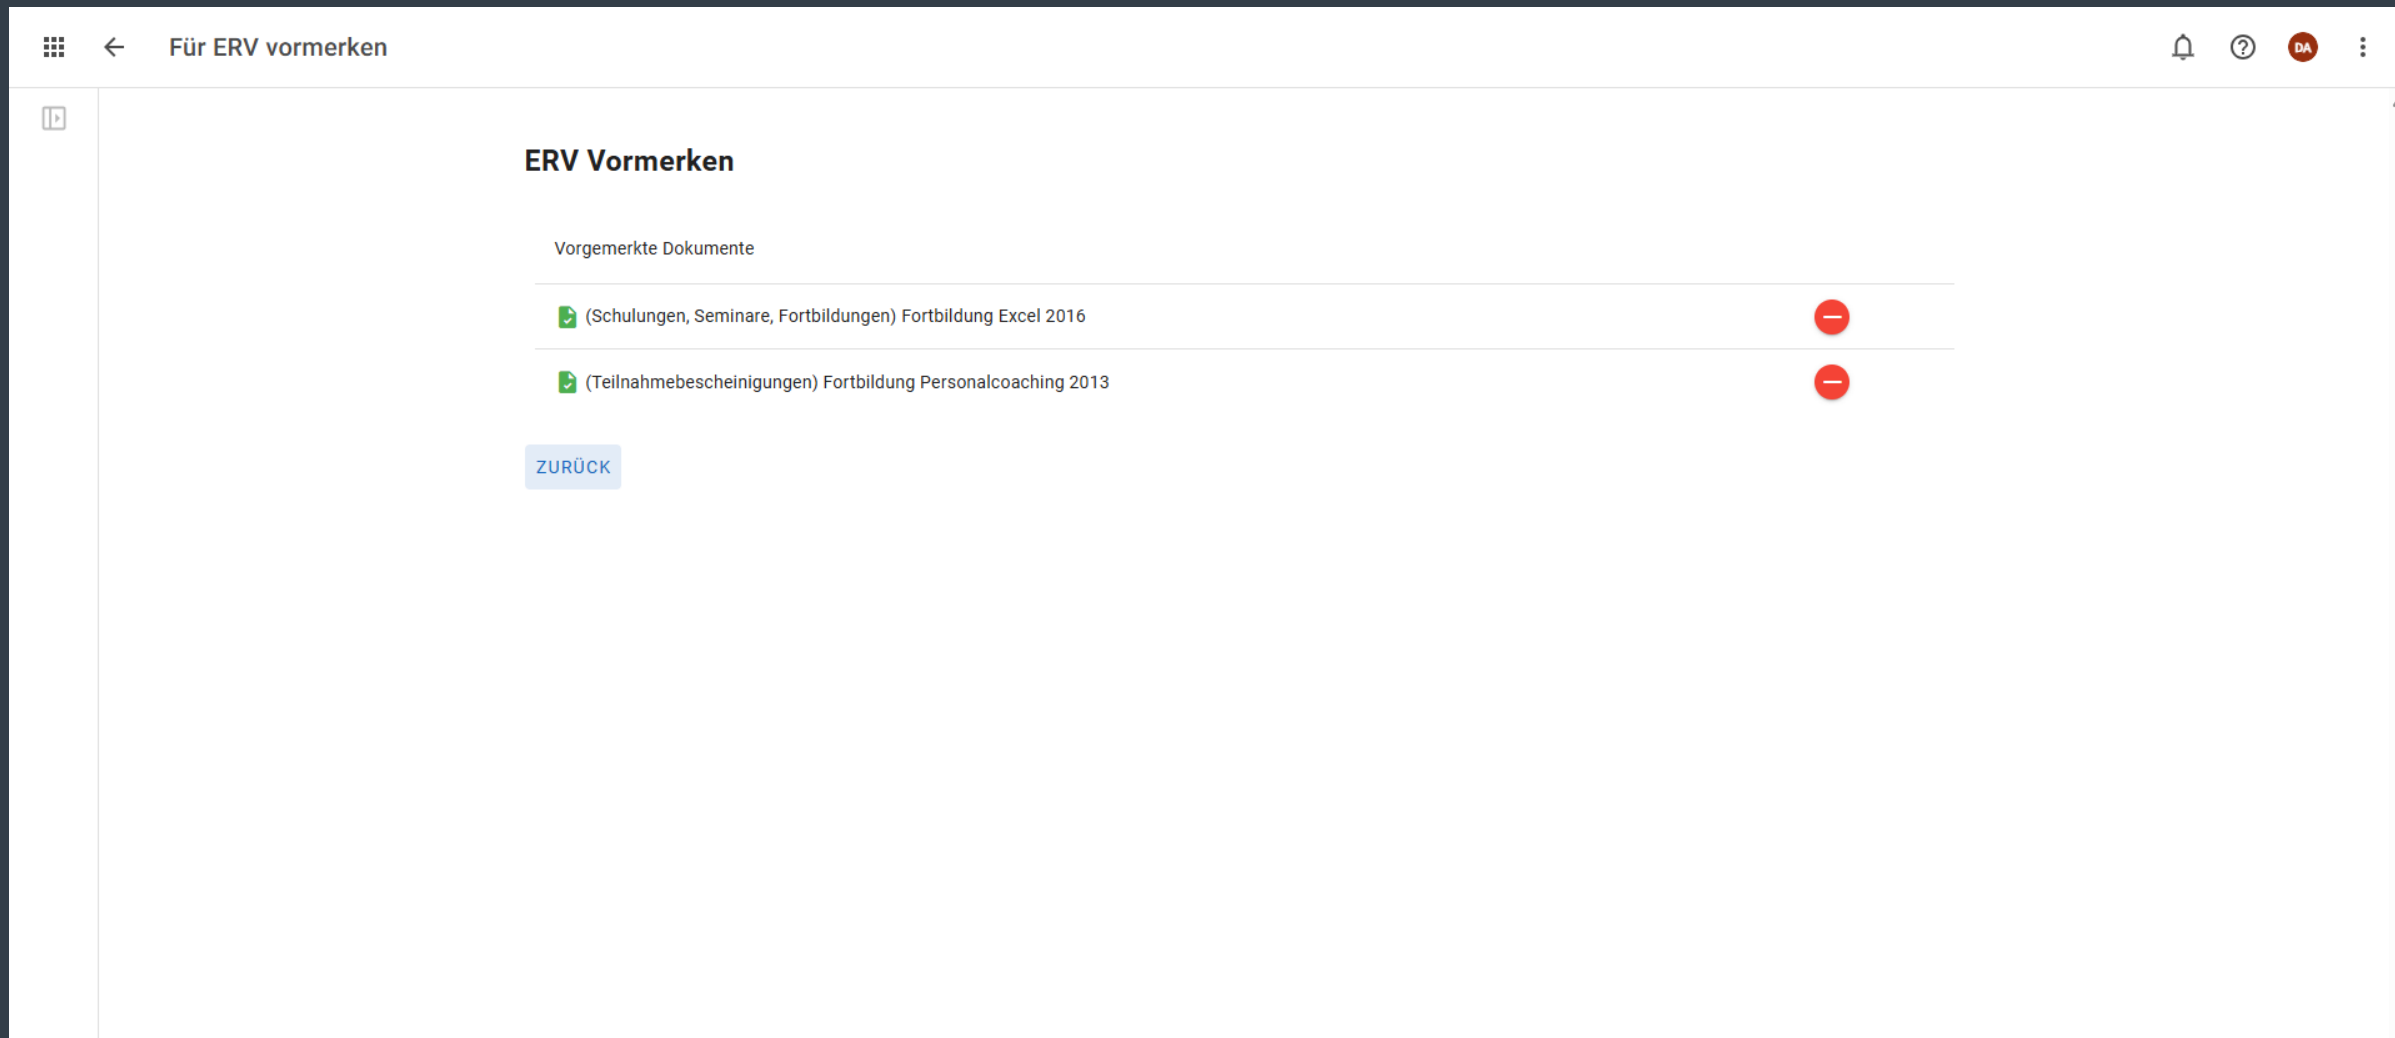 Für ERV vormerken
DA
ERV Vormerken
Vorgemerkte Dokumente
(Schulungen, Seminare, Fortbildungen) Fortbildung Excel 2016
(Teilnahmebescheinigungen) Fortbildung Personalcoaching 2013
ZURÜCK